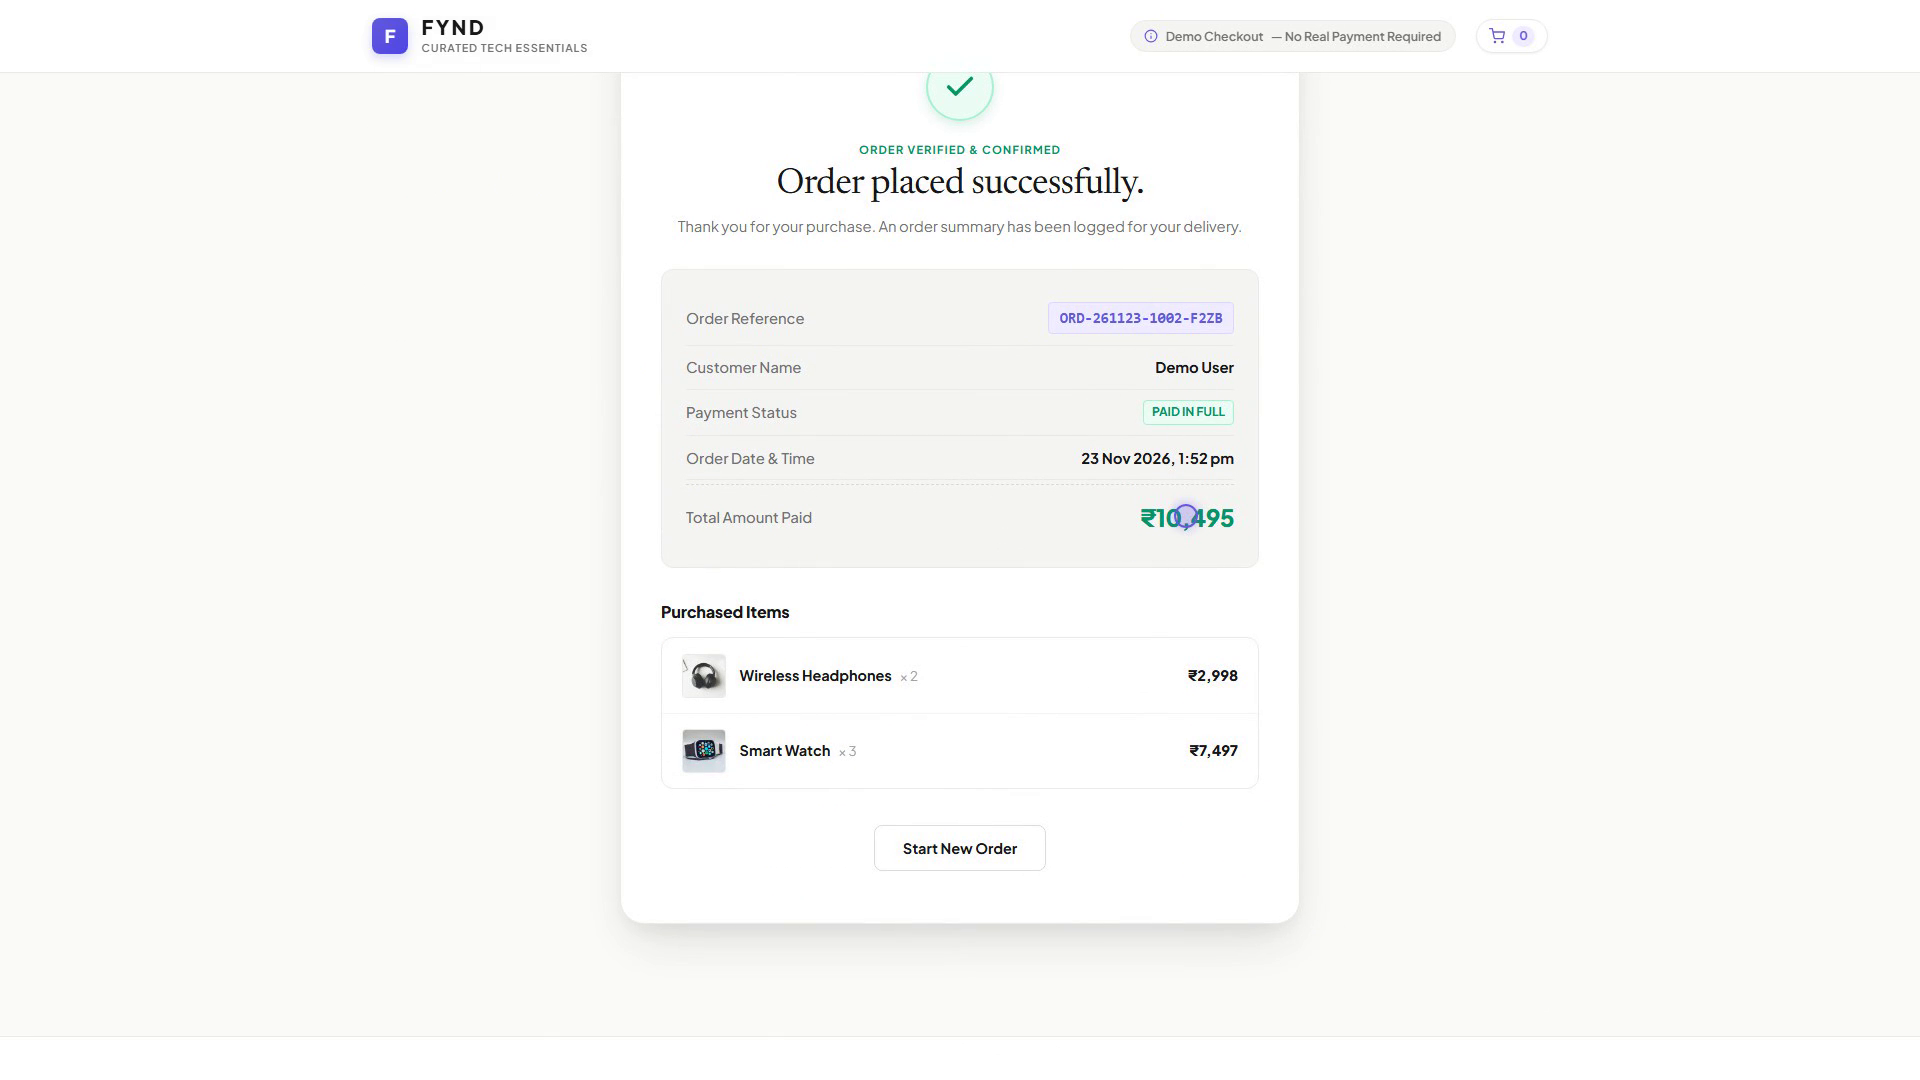 F
FYND
CURATED TECH ESSENTIALS
Demo Checkout — No Real Payment Required
0
ORDER VERIFIED & CONFIRMED
Order placed successfully.
Thank you for your purchase. An order summary has been logged for your delivery.
Order Reference ORD-261123-1002-F2ZB
Customer Name Demo User
Payment Status PAID IN FULL
Order Date & Time 23 Nov 2026, 1:52 pm
Total Amount Paid ₹10,495
Purchased Items
Wireless Headphones × 2 ₹2,998
Smart Watch × 3 ₹7,497
Start New Order